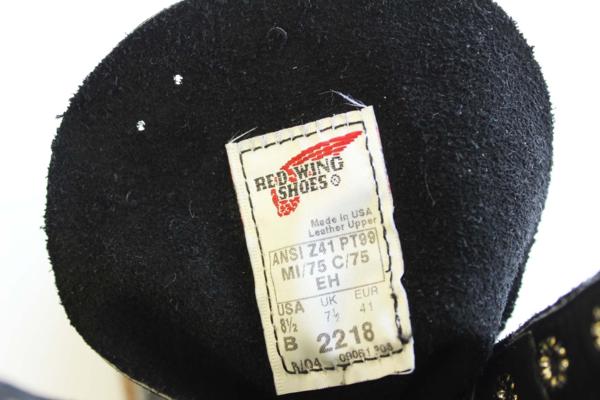 RED WING
SHOES®
Made in USA
Leather Upper
ANSI Z41 PT99
MI/75 C/75
EH
USA UK EUR
8½ 7½ 41
B 2218